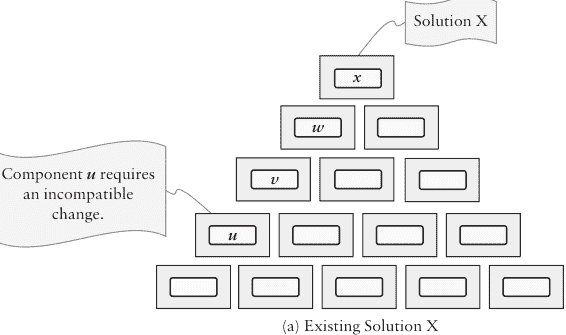 Solution X
x
w
v
Component u requires
an incompatible
change.
u
(a) Existing Solution X